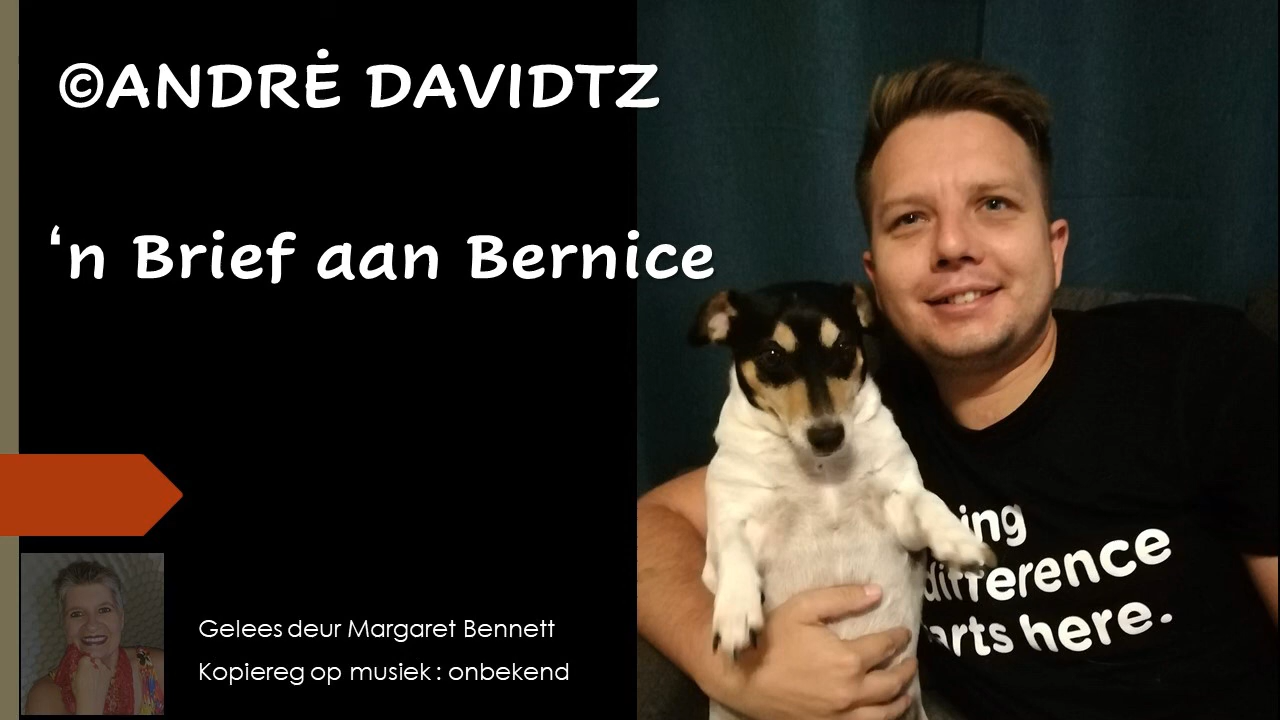 ©ANDRĖ DAVIDTZ
‘n Brief aan Bernice
ing
difference
arts here.
Gelees deur Margaret Bennett
Kopiereg op musiek : onbekend